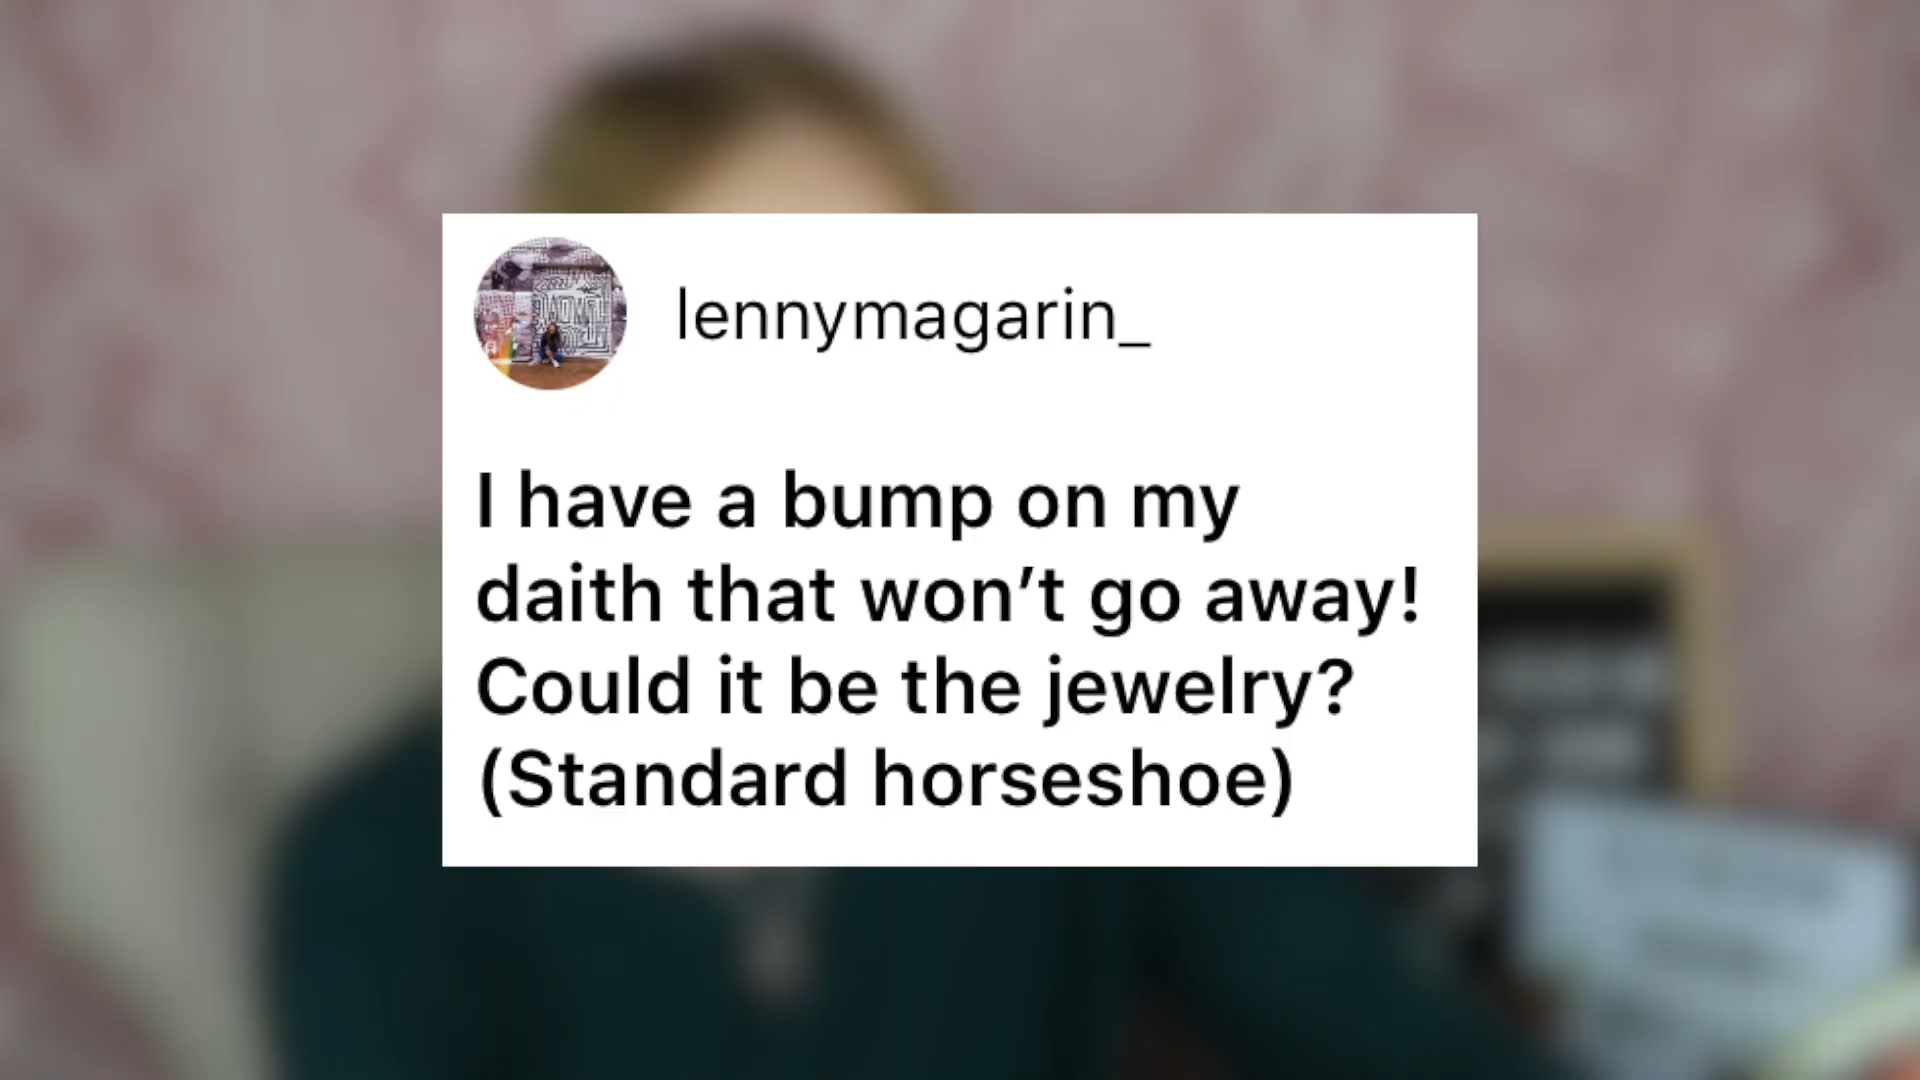 lennymagarin_
I have a bump on my
daith that won’t go away!
Could it be the jewelry?
(Standard horseshoe)